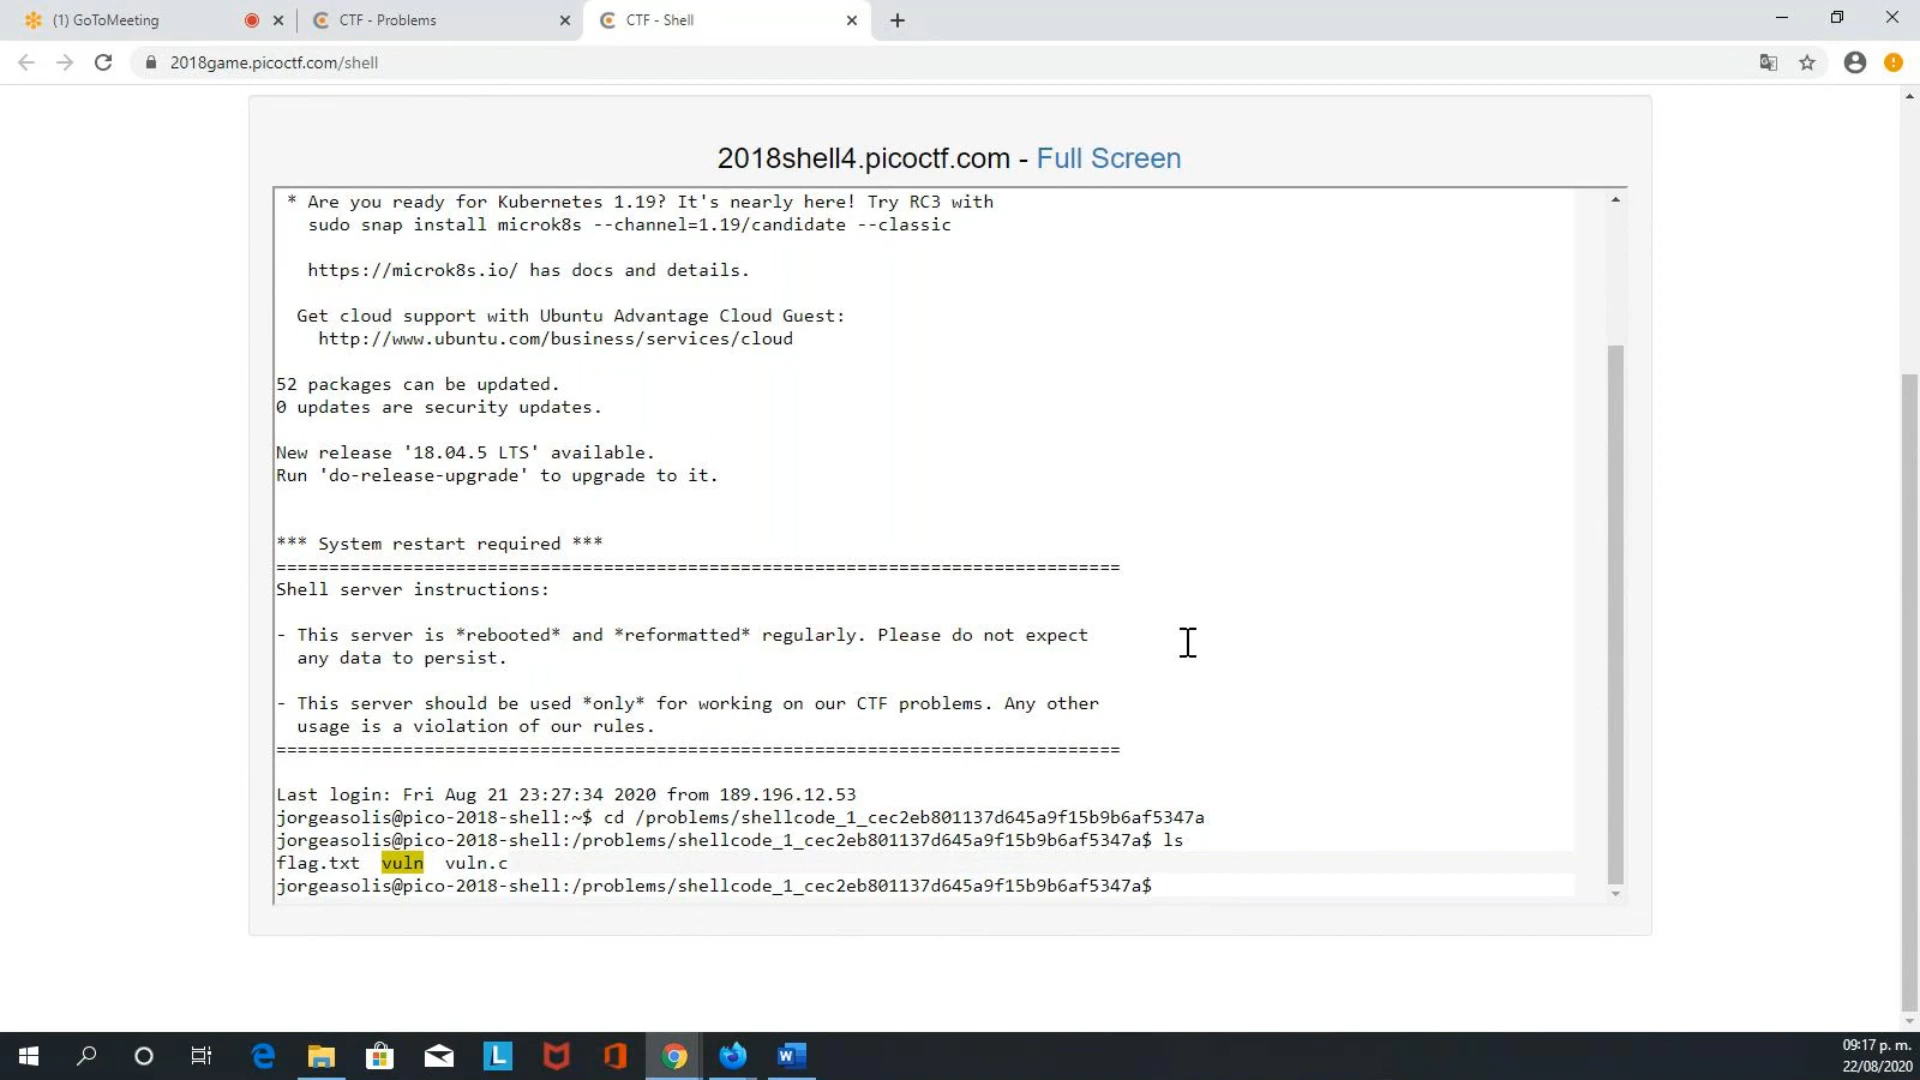 (1) GoToMeeting
CTF - Problems
CTF - Shell
2018game.picoctf.com/shell
2018shell4.picoctf.com - Full Screen
* Are you ready for Kubernetes 1.19? It's nearly here! Try RC3 with
sudo snap install microk8s --channel=1.19/candidate --classic
https://microk8s.io/ has docs and details.
Get cloud support with Ubuntu Advantage Cloud Guest:
http://www.ubuntu.com/business/services/cloud
52 packages can be updated.
0 updates are security updates.
New release '18.04.5 LTS' available.
Run 'do-release-upgrade' to upgrade to it.
*** System restart required ***
================================================================================
Shell server instructions:
- This server is *rebooted* and *reformatted* regularly. Please do not expect
any data to persist.
- This server should be used *only* for working on our CTF problems. Any other
usage is a violation of our rules.
================================================================================
Last login: Fri Aug 21 23:27:34 2020 from 189.196.12.53
jorgeasolis@pico-2018-shell:~$ cd /problems/shellcode_1_cec2eb801137d645a9f15b9b6af5347a
jorgeasolis@pico-2018-shell:/problems/shellcode_1_cec2eb801137d645a9f15b9b6af5347a$ ls
flag.txt vuln vuln.c
jorgeasolis@pico-2018-shell:/problems/shellcode_1_cec2eb801137d645a9f15b9b6af5347a$
09:17 p. m.
22/08/2020